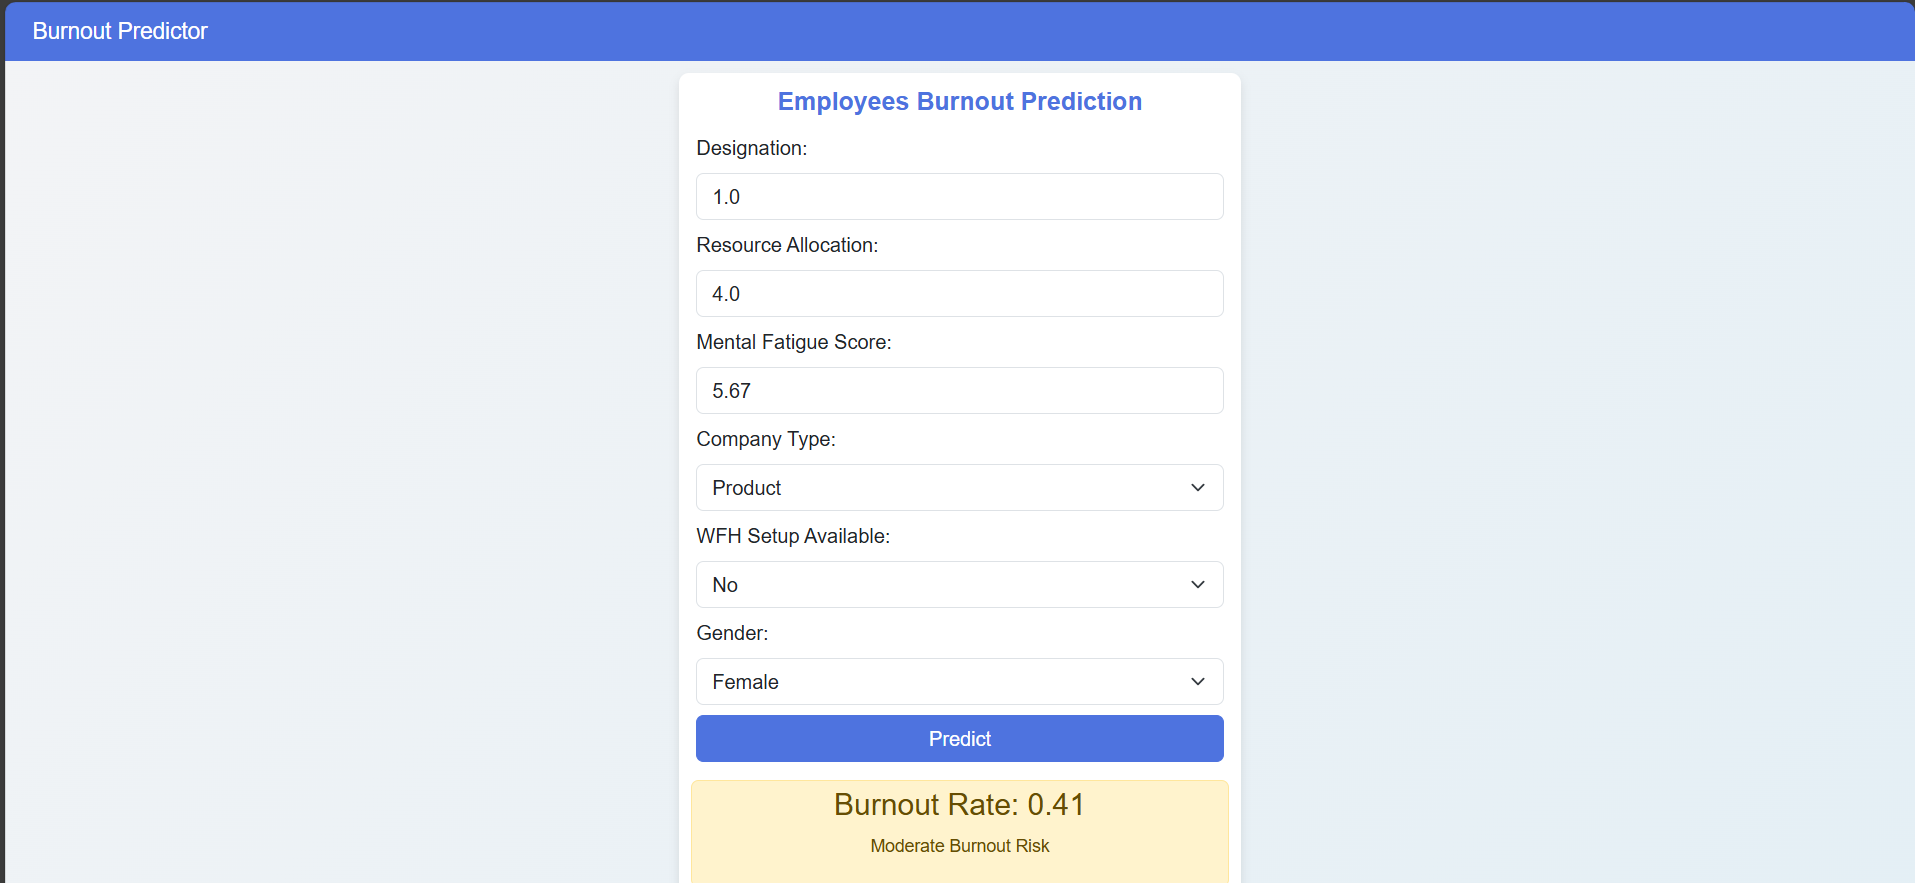 Burnout Predictor
Employees Burnout Prediction
Designation:
1.0
Resource Allocation:
4.0
Mental Fatigue Score:
5.67
Company Type:
Product
WFH Setup Available:
No
Gender:
Female
Predict
Burnout Rate: 0.41
Moderate Burnout Risk